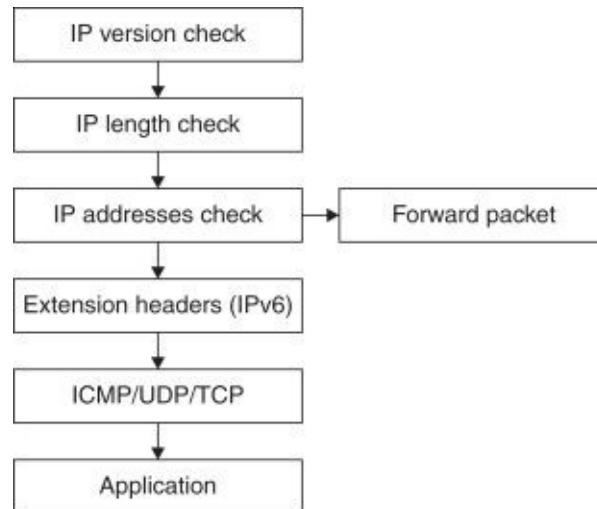 IP version check
IP length check
IP addresses check
Forward packet
Extension headers (IPv6)
ICMP/UDP/TCP
Application